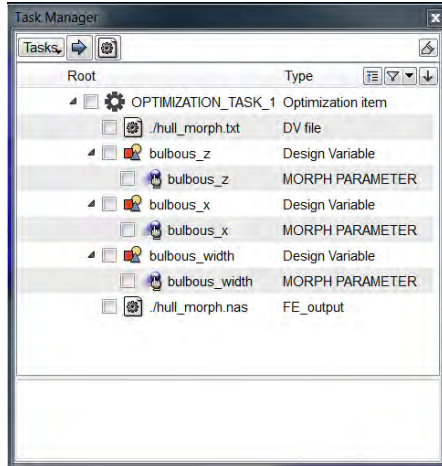 Task Manager
Tasks
Root Type
OPTIMIZATION_TASK_1 Optimization item
./hull_morph.txt DV file
bulbous_z Design Variable
bulbous_z MORPH PARAMETER
bulbous_x Design Variable
bulbous_x MORPH PARAMETER
bulbous_width Design Variable
bulbous_width MORPH PARAMETER
./hull_morph.nas FE_output